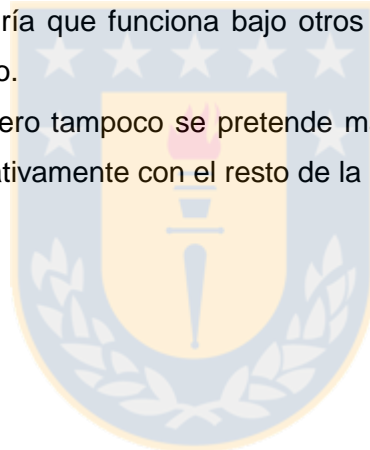 ría que funciona bajo otros
o.
ero tampoco se pretende m
ativamente con el resto de la